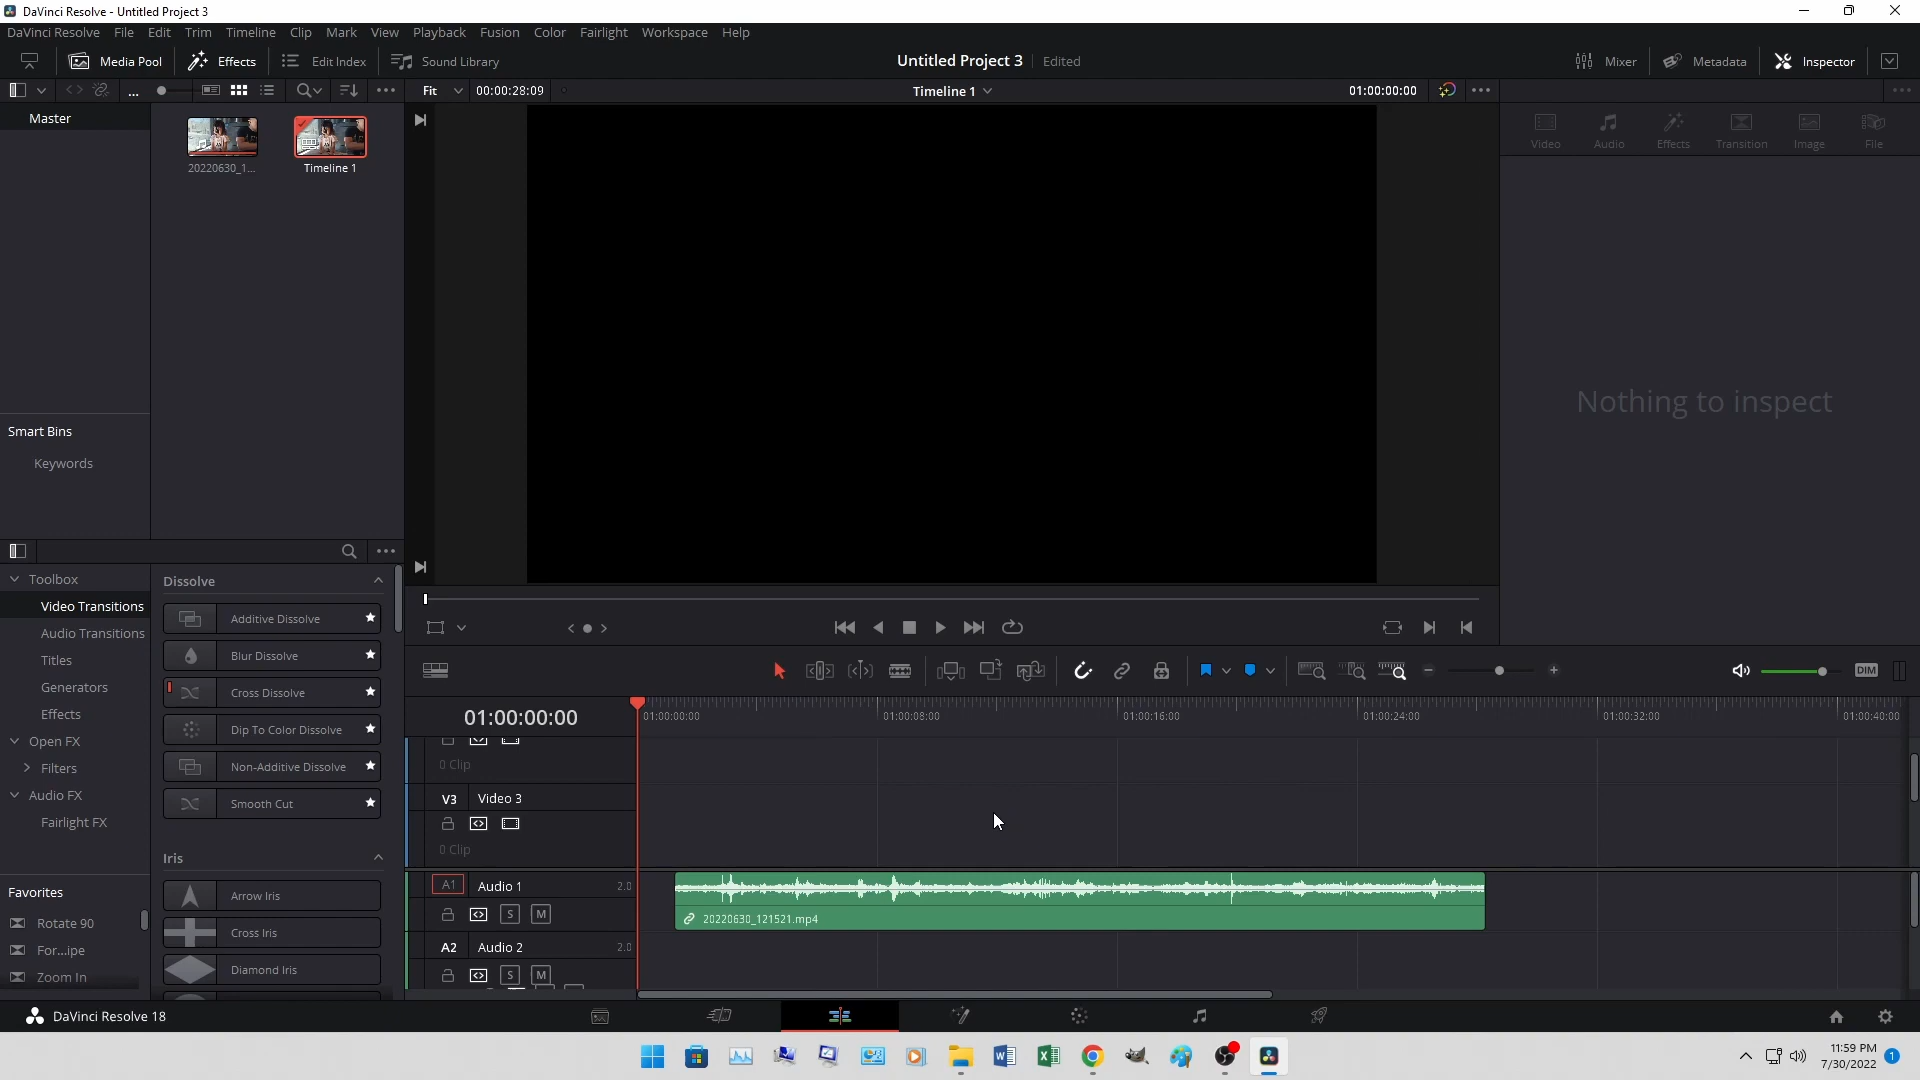 DaVinci Resolve - Untitled Project 3
DaVinci Resolve File Edit Trim Timeline Clip Mark View Playback Fusion Color Fairlight Workspace Help
Media Pool Effects Edit Index Sound Library Untitled Project 3 Edited Mixer Metadata Inspector
... Fit 00:00:28:09 Timeline 1 01:00:00:00
Master
20220630_1... Timeline 1
Video Audio Effects Transition Image File
Nothing to inspect
Smart Bins
Keywords
Toolbox
Video Transitions
Audio Transitions
Titles
Generators
Effects
Open FX
Filters
Audio FX
Fairlight FX
Favorites
Rotate 90
For...ipe
Zoom In
Dissolve
Additive Dissolve
Blur Dissolve
Cross Dissolve
Dip To Color Dissolve
Non-Additive Dissolve
Smooth Cut
Iris
Arrow Iris
Cross Iris
Diamond Iris
DIM
01:00:00:00 01:00:00:00 01:00:08:00 01:00:16:00 01:00:24:00 01:00:32:00 01:00:40:00
0 Clip
V3 Video 3
0 Clip
A1 Audio 1 2.0
S M
20220630_121521.mp4
A2 Audio 2 2.0
S M
DaVinci Resolve 18
11:59 PM
7/30/2022
1